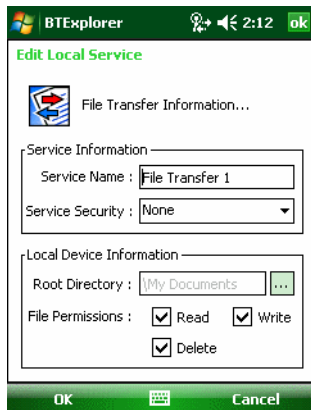 BTExplorer 2:12 ok
Edit Local Service
File Transfer Information...
Service Information
Service Name : File Transfer 1
Service Security : None
Local Device Information
Root Directory : \My Documents ...
File Permissions : Read Write
Delete
OK Cancel